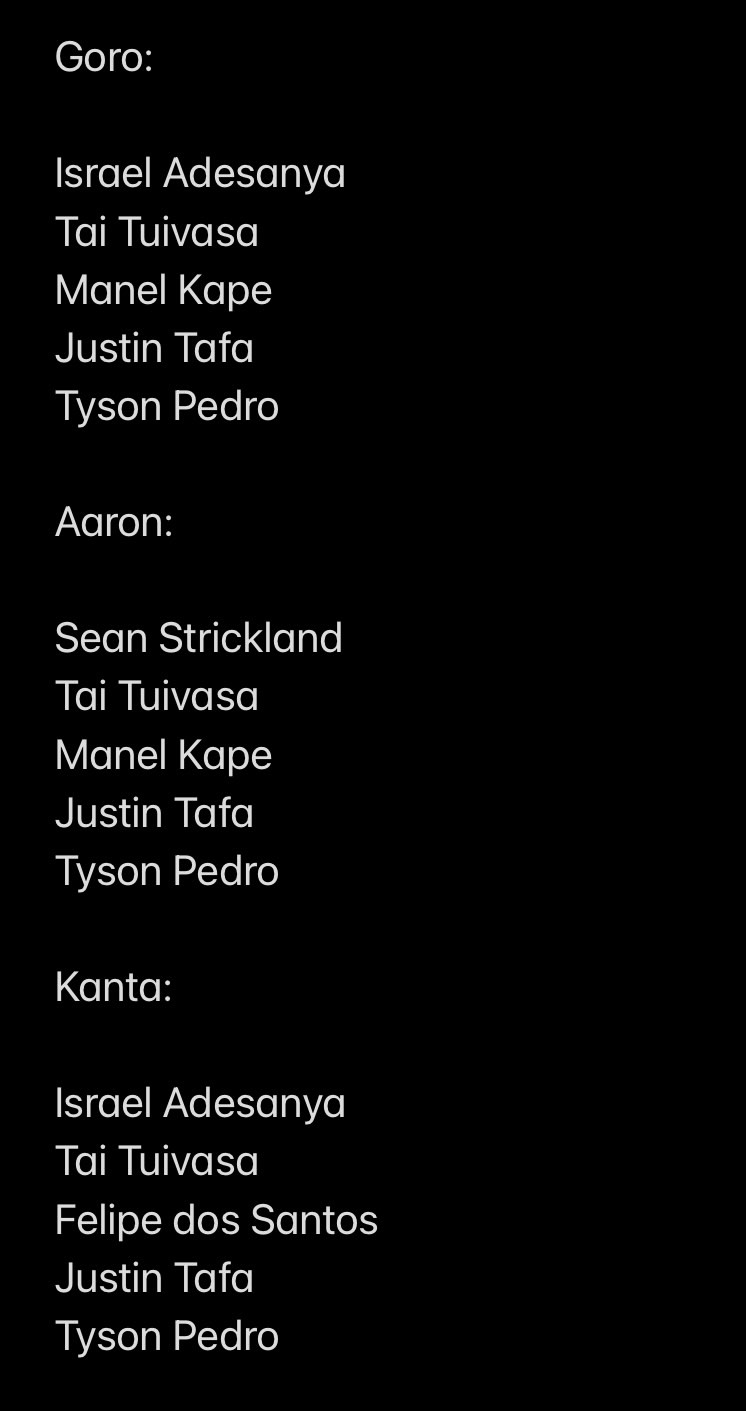 Goro:
Israel Adesanya
Tai Tuivasa
Manel Kape
Justin Tafa
Tyson Pedro
Aaron:
Sean Strickland
Tai Tuivasa
Manel Kape
Justin Tafa
Tyson Pedro
Kanta:
Israel Adesanya
Tai Tuivasa
Felipe dos Santos
Justin Tafa
Tyson Pedro